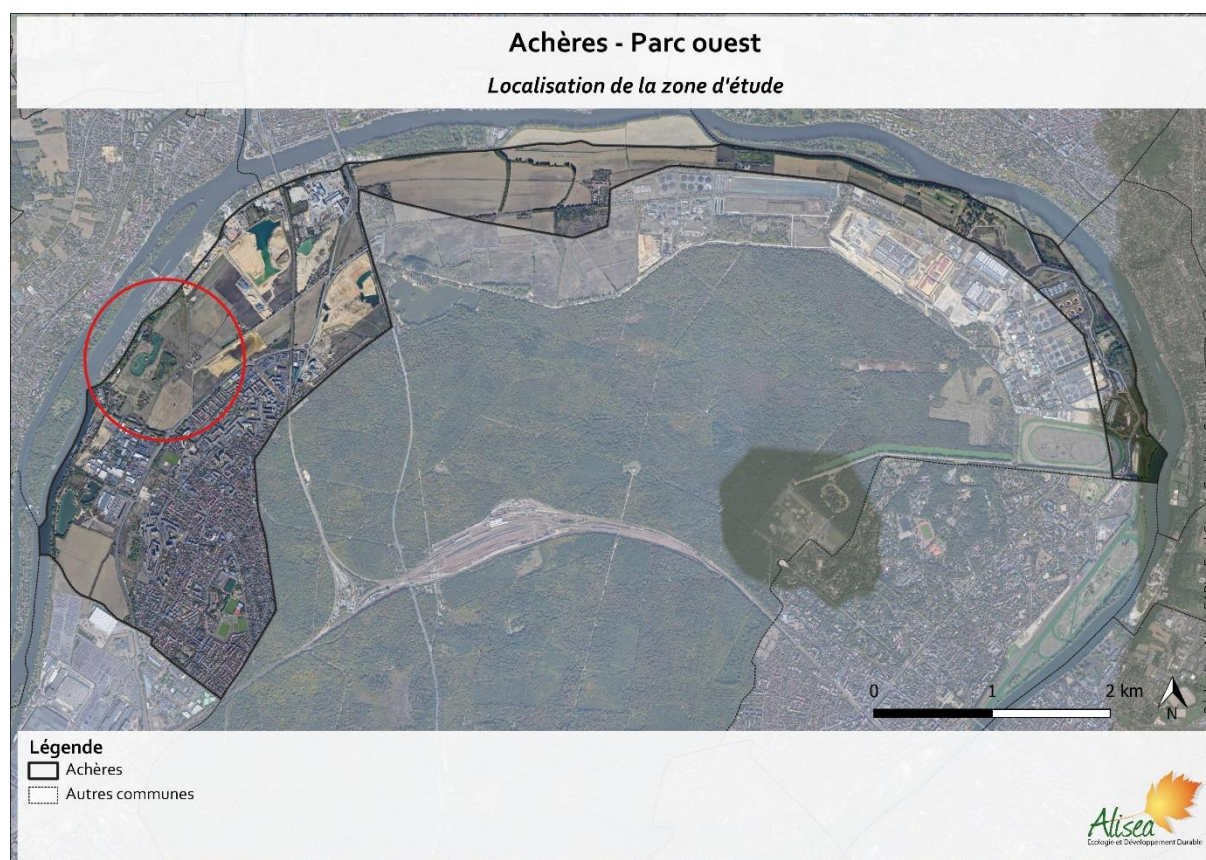 Achères - Parc ouest
Localisation de la zone d'étude
0 1 2 km
N
Légende
Achères
Autres communes
Alisea
Ecologie et Développement Durable